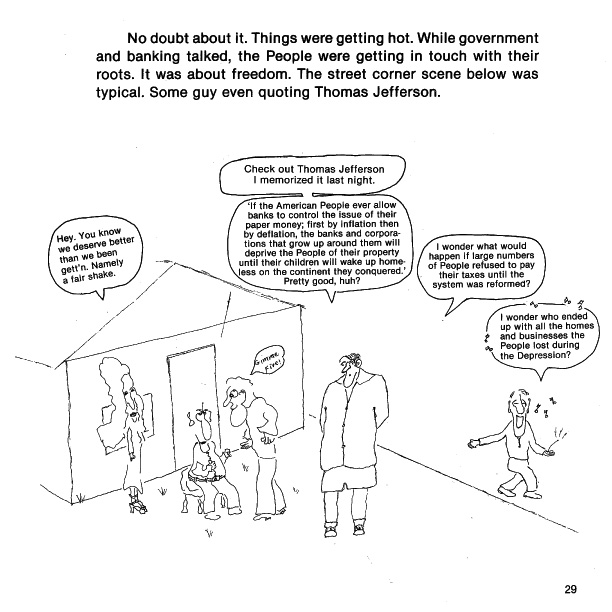 No doubt about it. Things were getting hot. While government
and banking talked, the People were getting in touch with their
roots. It was about freedom. The street corner scene below was
typical. Some guy even quoting Thomas Jefferson.
Check out Thomas Jefferson
I memorized it last night.
'If the American People ever allow
banks to control the issue of their
paper money; first by inflation then
by deflation, the banks and corpora-
tions that grow up around them will
deprive the People of their property
until their children will wake up home-
less on the continent they conquered.'
Pretty good, huh?
Hey. You know
we deserve better
than we been
gett'n. Namely
a fair shake.
I wonder what would
happen if large numbers
of People refused to pay
their taxes until the
system was reformed?
I wonder who ended
up with all the homes
and businesses the
People lost during
the Depression?
Gimme
Five!
29